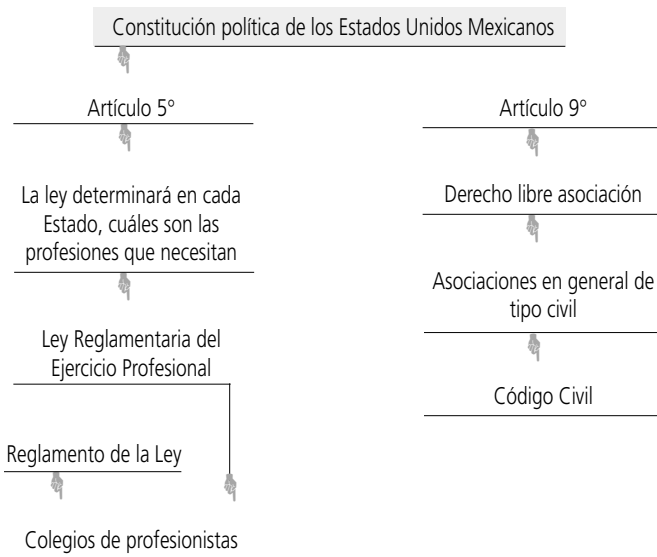 Constitución política de los Estados Unidos Mexicanos
Artículo 5°
La ley determinará en cada
Estado, cuáles son las
profesiones que necesitan
Ley Reglamentaria del
Ejercicio Profesional
Reglamento de la Ley
Colegios de profesionistas
Artículo 9°
Derecho libre asociación
Asociaciones en general de
tipo civil
Código Civil